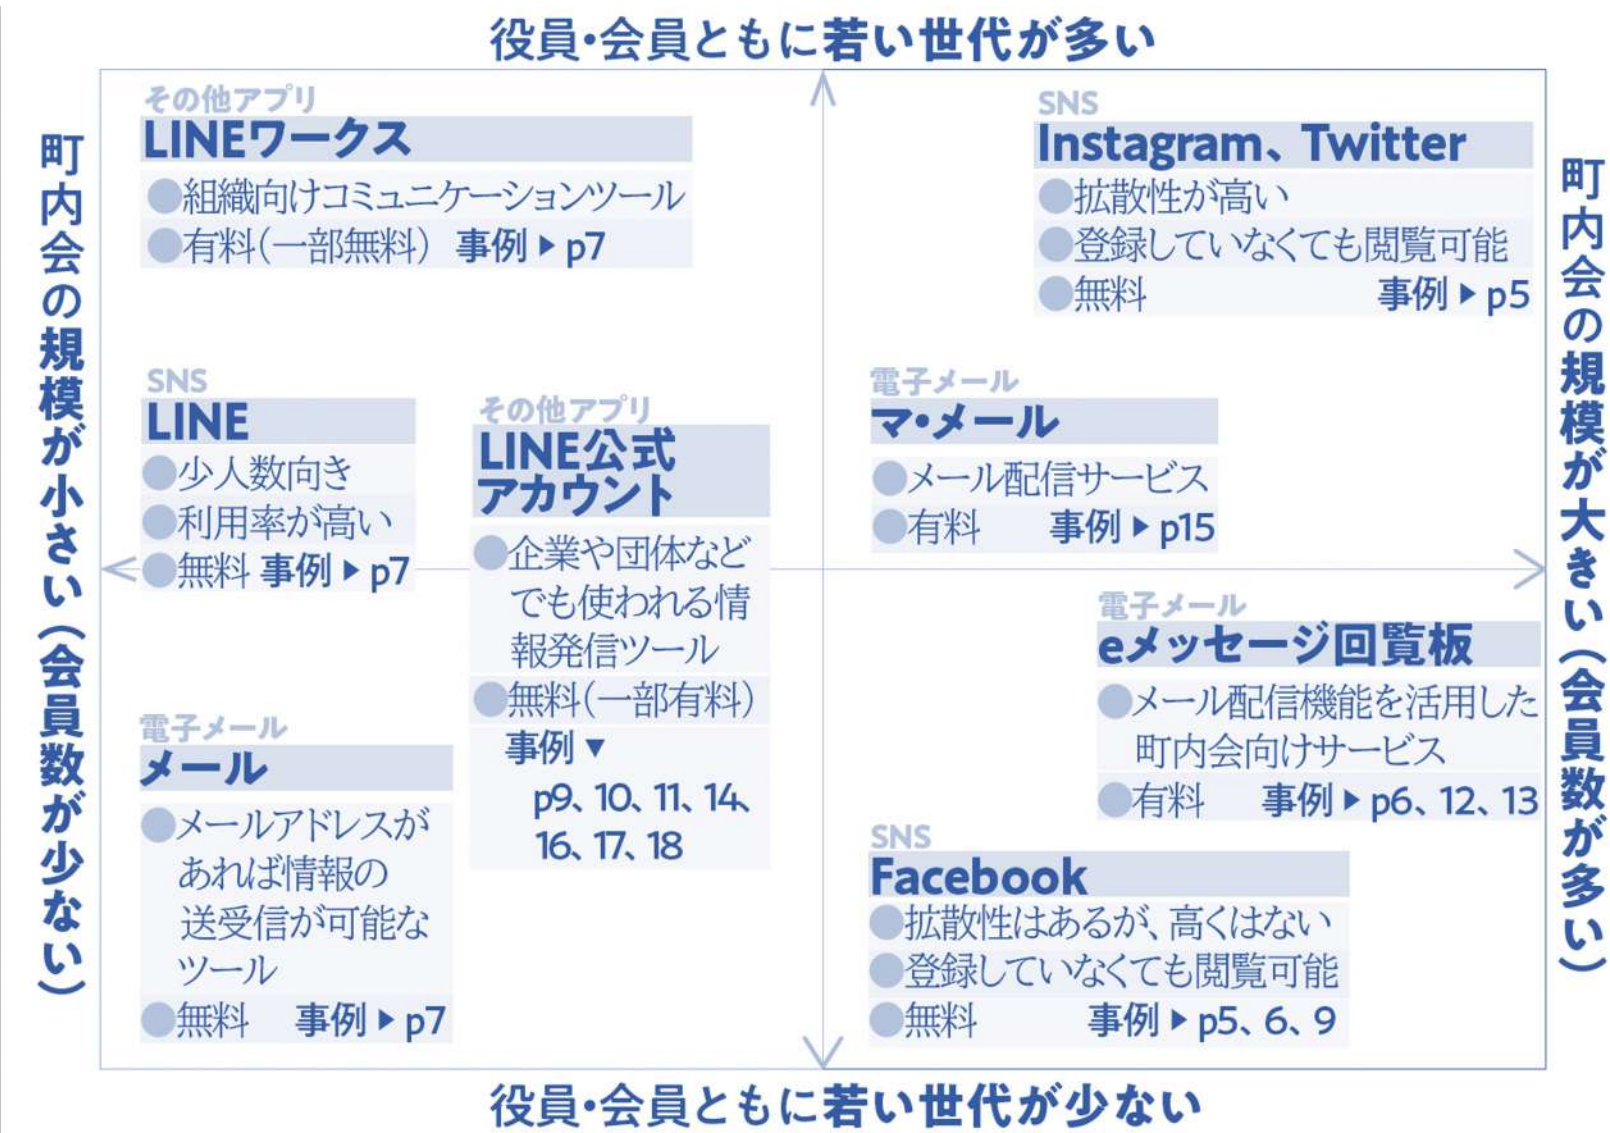 役員・会員ともに若い世代が多い
町内会の規模が小さい（会員数が少ない）
その他アプリ
LINEワークス
●組織向けコミュニケーションツール
●有料（一部無料） 事例▶p7
SNS
Instagram、Twitter
●拡散性が高い
●登録していなくても閲覧可能
●無料 事例▶p5
SNS
LINE
●少人数向き
●利用率が高い
●無料 事例▶p7
その他アプリ
LINE公式
アカウント
●企業や団体など
でも使われる情
報発信ツール
●無料（一部有料）
事例▼
p9、10、11、14、
16、17、18
電子メール
マ・メール
●メール配信サービス
●有料 事例▶p15
電子メール
eメッセージ回覧板
●メール配信機能を活用した
町内会向けサービス
●有料 事例▶p6、12、13
電子メール
メール
●メールアドレスが
あれば情報の
送受信が可能な
ツール
●無料 事例▶p7
SNS
Facebook
●拡散性はあるが、高くはない
●登録していなくても閲覧可能
●無料 事例▶p5、6、9
町内会の規模が大きい（会員数が多い）
役員・会員ともに若い世代が少ない